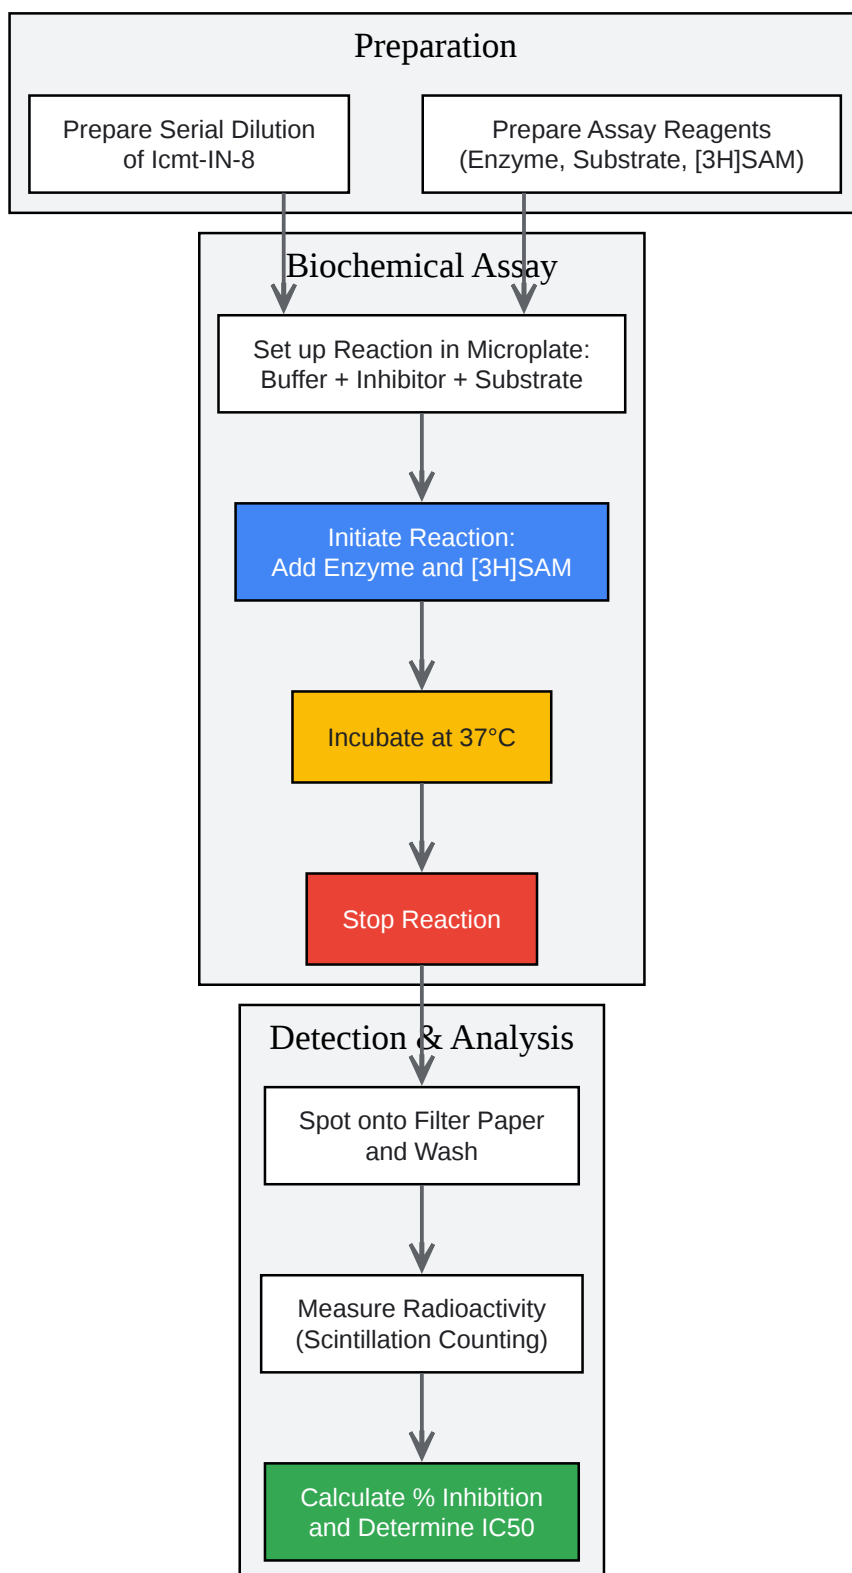 Preparation
Prepare Serial Dilution
of Icmt-IN-8
Prepare Assay Reagents
(Enzyme, Substrate, [3H]SAM)
Biochemical Assay
Set up Reaction in Microplate:
Buffer + Inhibitor + Substrate
Initiate Reaction:
Add Enzyme and [3H]SAM
Incubate at 37°C
Stop Reaction
Detection & Analysis
Spot onto Filter Paper
and Wash
Measure Radioactivity
(Scintillation Counting)
Calculate % Inhibition
and Determine IC50